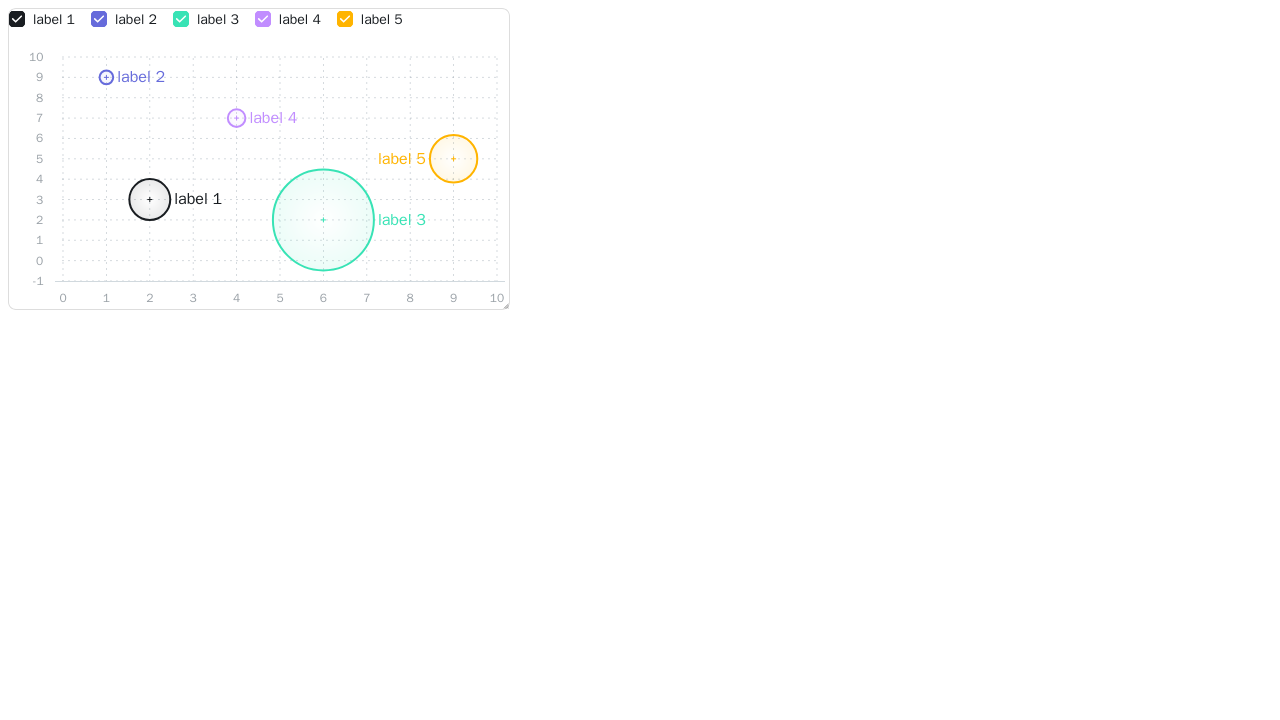 label 1 label 2 label 3 label 4 label 5
10
9 label 2
8
7 label 4
6
5 label 5
4
3 label 1
2 label 3
1
0
-1
0 1 2 3 4 5 6 7 8 9 10